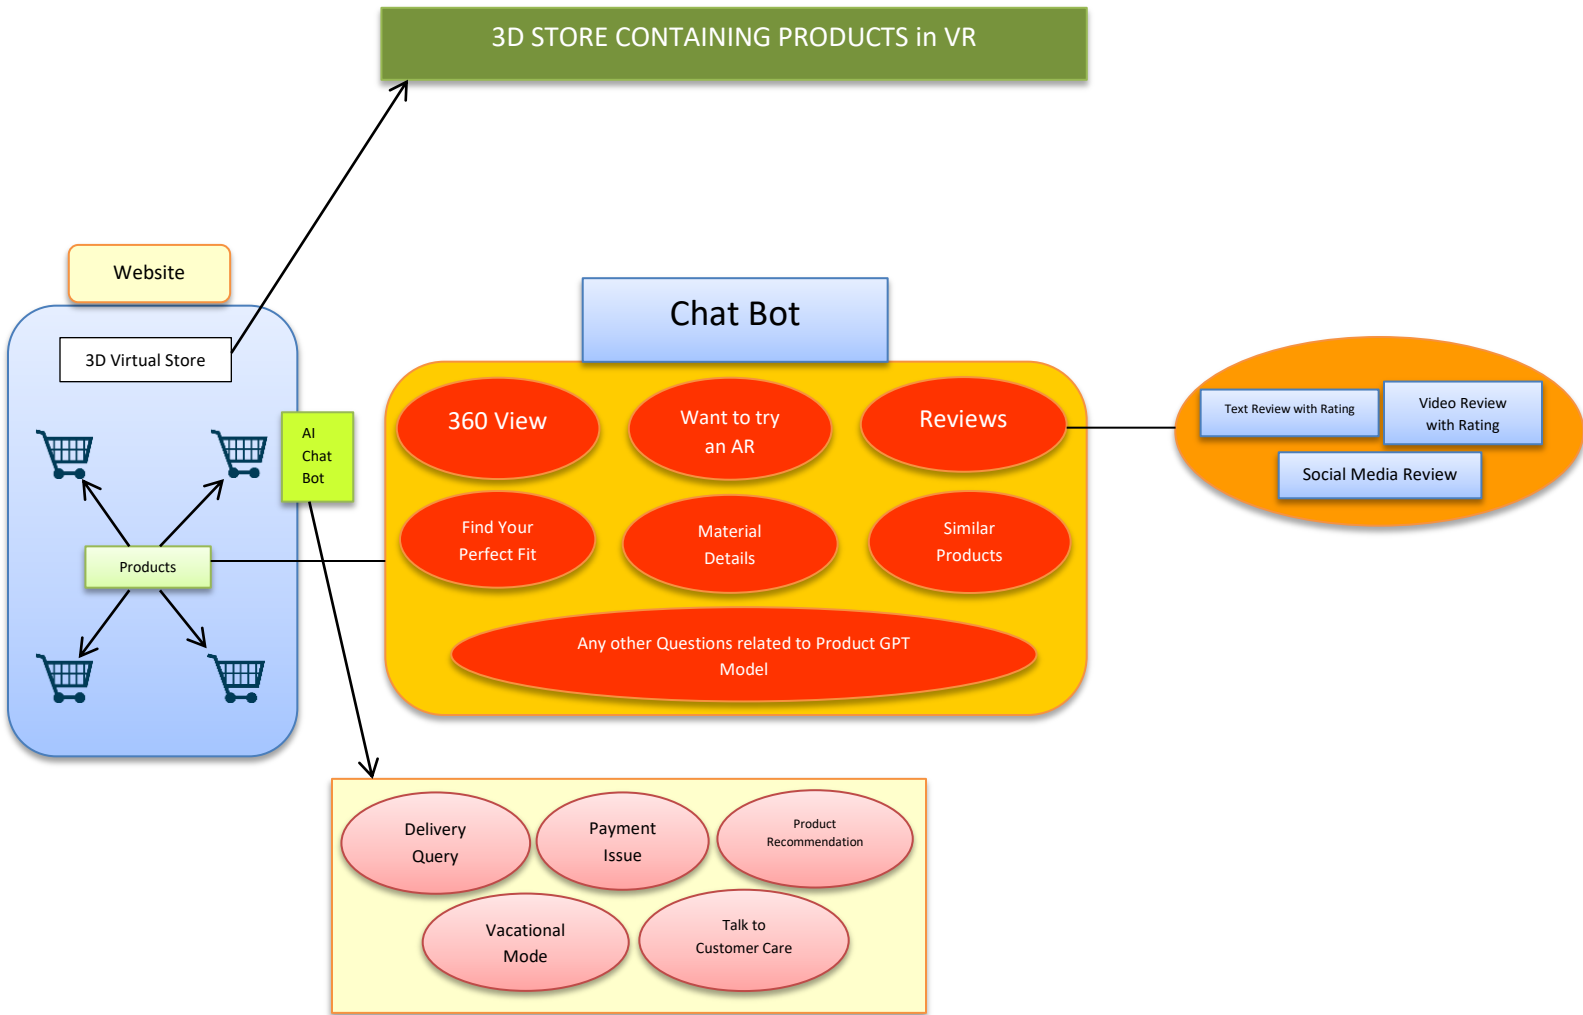 3D STORE CONTAINING PRODUCTS in VR
Website
3D Virtual Store
AI
Chat
Bot
Products
Chat Bot
360 View
Want to try
an AR
Reviews
Find Your
Perfect Fit
Material
Details
Similar
Products
Any other Questions related to Product GPT
Model
Text Review with Rating
Video Review
with Rating
Social Media Review
Delivery
Query
Payment
Issue
Product
Recommendation
Vacational
Mode
Talk to
Customer Care